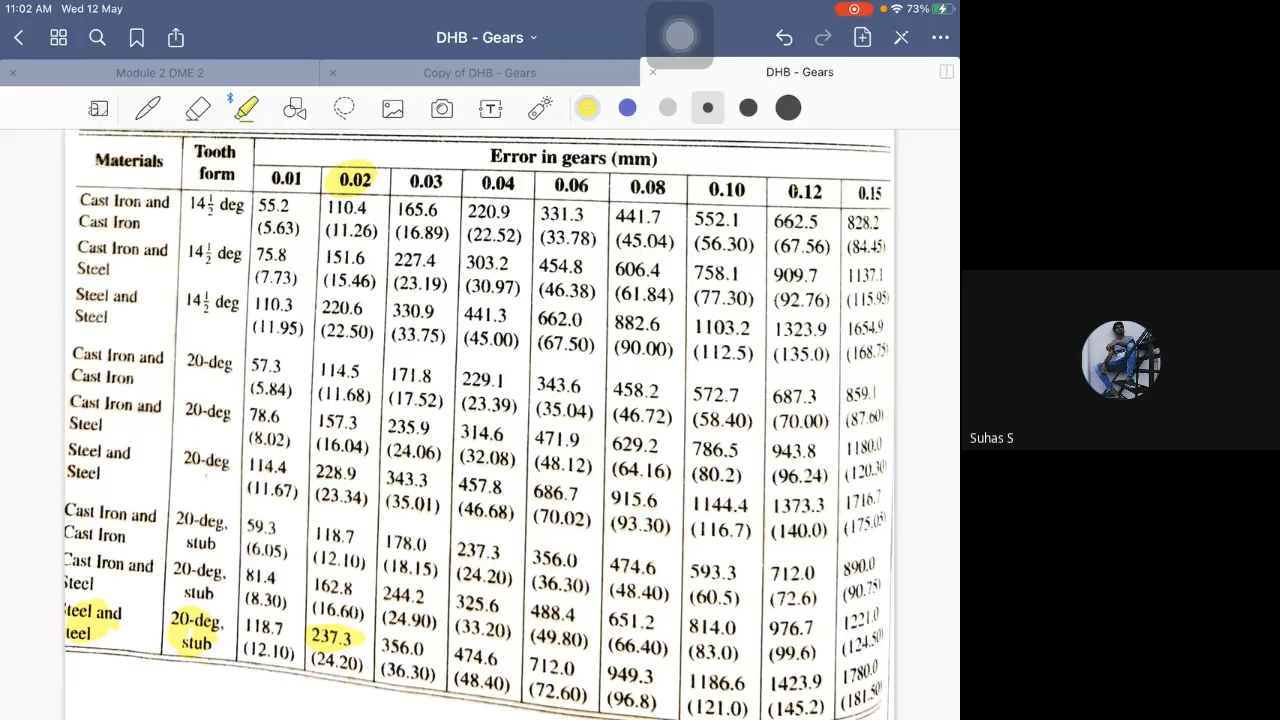 11:02 AM Wed 12 May
73%
DHB - Gears
Module 2 DME 2
Copy of DHB - Gears
DHB - Gears
Materials Tooth form Error in gears (mm)
0.01 0.02 0.03 0.04 0.06 0.08 0.10 0.12 0.15
Cast Iron and 14½ deg 55.2 110.4 165.6 220.9 331.3 441.7 552.1 662.5 828.2
Cast Iron (5.63) (11.26) (16.89) (22.52) (33.78) (45.04) (56.30) (67.56) (84.45)
Cast Iron and 14½ deg 75.8 151.6 227.4 303.2 454.8 606.4 758.1 909.7 1137.1
Steel (7.73) (15.46) (23.19) (30.97) (46.38) (61.84) (77.30) (92.76) (115.95)
Steel and 14½ deg 110.3 220.6 330.9 441.3 662.0 882.6 1103.2 1323.9 1654.9
Steel (11.95) (22.50) (33.75) (45.00) (67.50) (90.00) (112.5) (135.0) (168.75)
Cast Iron and 20-deg 57.3 114.5 171.8 229.1 343.6 458.2 572.7 687.3 859.1
Cast Iron (5.84) (11.68) (17.52) (23.39) (35.04) (46.72) (58.40) (70.00) (87.60)
Cast Iron and 20-deg 78.6 157.3 235.9 314.6 471.9 629.2 786.5 943.8 1180.0
Steel (8.02) (16.04) (24.06) (32.08) (48.12) (64.16) (80.2) (96.24) (120.30)
Steel and 20-deg 114.4 228.9 343.3 457.8 686.7 915.6 1144.4 1373.3 1716.7
Steel (11.67) (23.34) (35.01) (46.68) (70.02) (93.30) (116.7) (140.0) (175.05)
Cast Iron and 20-deg, 59.3 118.7 178.0 237.3 356.0 474.6 593.3 712.0 890.0
Cast Iron stub (6.05) (12.10) (18.15) (24.20) (36.30) (48.40) (60.5) (72.6) (90.75)
Cast Iron and 20-deg, 81.4 162.8 244.2 325.6 488.4 651.2 814.0 976.7 1221.0
Steel stub (8.30) (16.60) (24.90) (33.20) (49.80) (66.40) (83.0) (99.6) (124.50)
teel and 20-deg, 118.7 237.3 356.0 474.6 712.0 949.3 1186.6 1423.9 1780.0
teel stub (12.10) (24.20) (36.30) (48.40) (72.60) (96.8) (121.0) (145.2) (181.50)
Suhas S